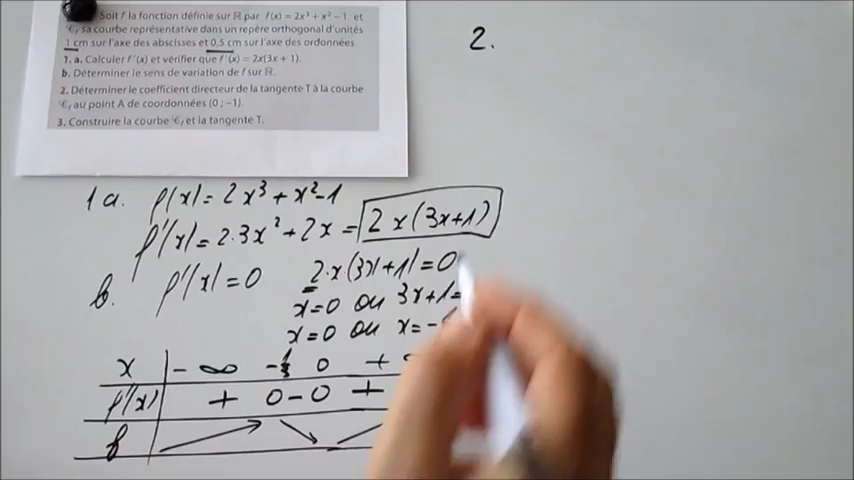 Soit f la fonction définie sur ℝ par f(x) = 2x³ + x² − 1 et
𝒞f sa courbe représentative dans un repère orthogonal d'unités
1 cm sur l'axe des abscisses et 0,5 cm sur l'axe des ordonnées.
1. a. Calculer f'(x) et vérifier que f'(x) = 2x(3x + 1).
b. Déterminer le sens de variation de f sur ℝ.
2. Déterminer le coefficient directeur de la tangente T à la courbe
𝒞f au point A de coordonnées (0 ; −1).
3. Construire la courbe 𝒞f et la tangente T.
2.
1 a. f(x) = 2x³ + x² - 1
f'(x) = 2·3x² + 2x = 2x(3x+1)
b. f'(x) = 0 2·x(3x+1) = 0
x=0 ou 3x+1=
x=0 ou x=-
x -∞ -1/3 0 +
f'(x) + 0 - 0 +
f